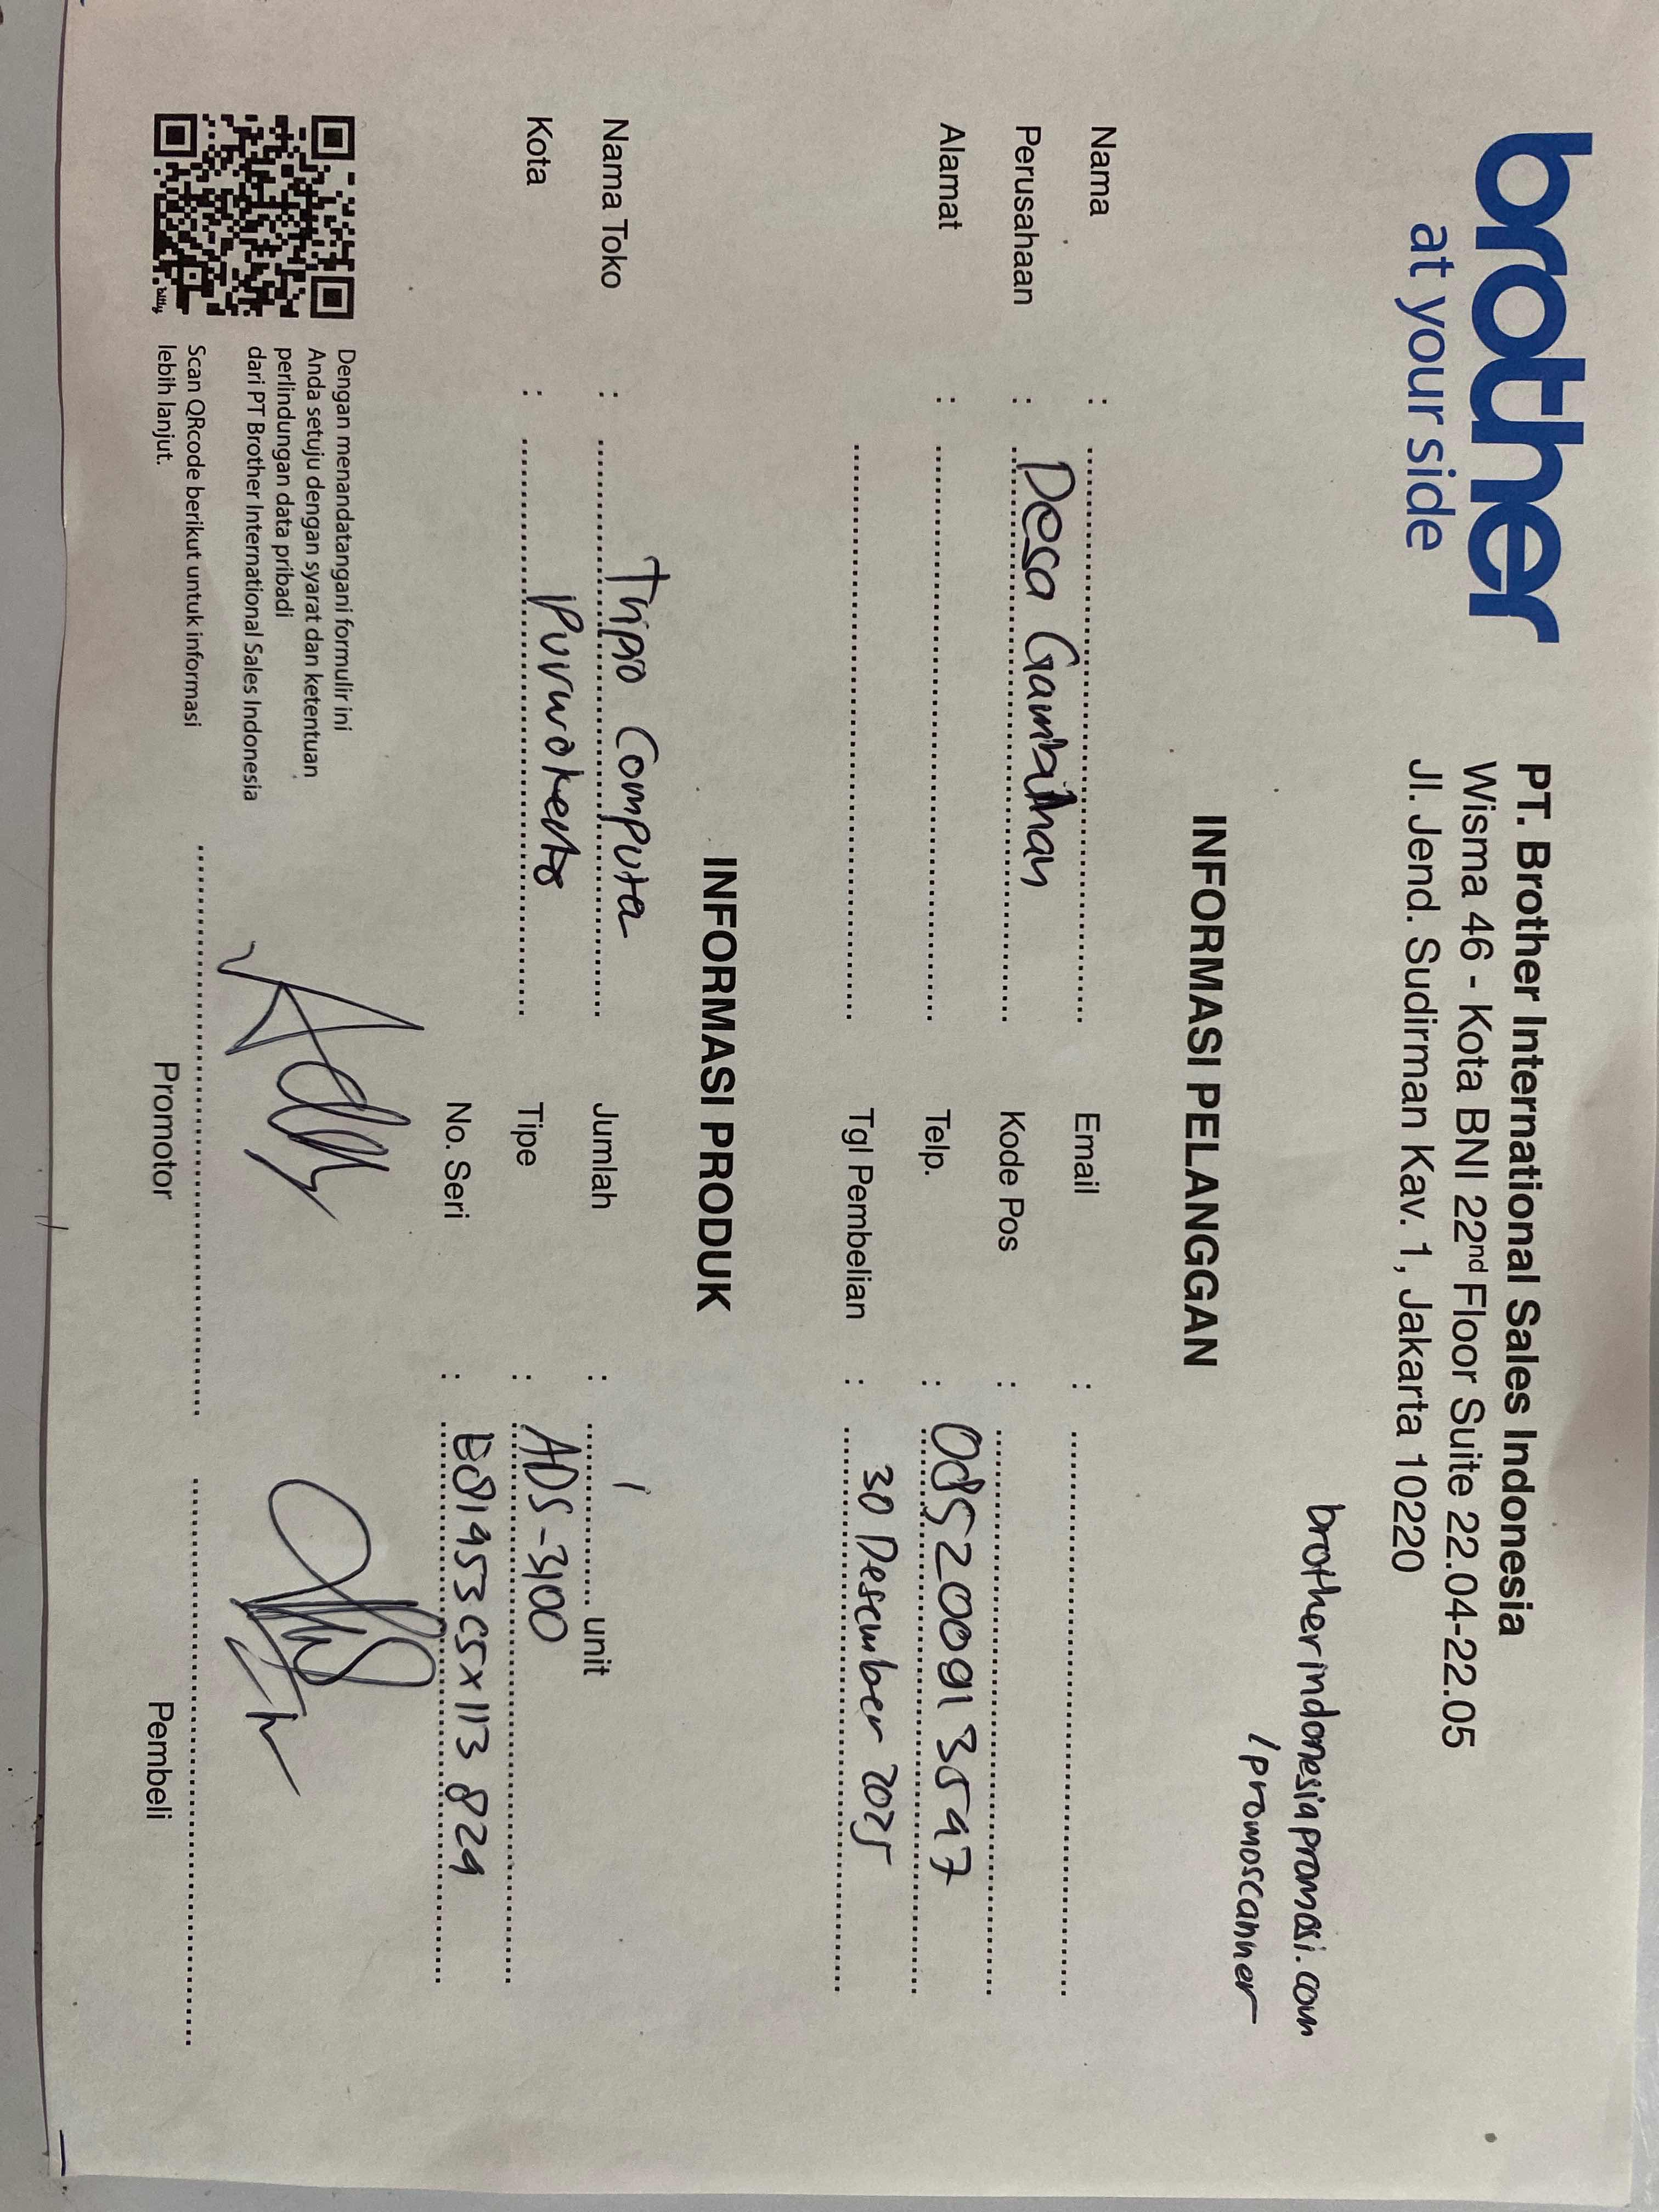 brother
at your side
PT. Brother International Sales Indonesia
Wisma 46 - Kota BNI 22nd Floor Suite 22.04-22.05
Jl. Jend. Sudirman Kav. 1, Jakarta 10220
brotherindonesiapromosi.com
/promoscanner
INFORMASI PELANGGAN
Nama :
Email :
Perusahaan : Desa Gambuhan
Kode Pos :
Alamat :
Telp. : 085200913547
Tgl Pembelian : 30 Desember 2025
INFORMASI PRODUK
Nama Toko : Tripro Computa
Jumlah : 1 unit
Kota : Purwokerto
Tipe : ADS-3100
No. Seri : E81953C5X113824
Dengan menandatangani formulir ini
Anda setuju dengan syarat dan ketentuan
perlindungan data pribadi
dari PT Brother International Sales Indonesia
Scan QRcode berikut untuk informasi
lebih lanjut.
bitly
Promotor
Pembeli